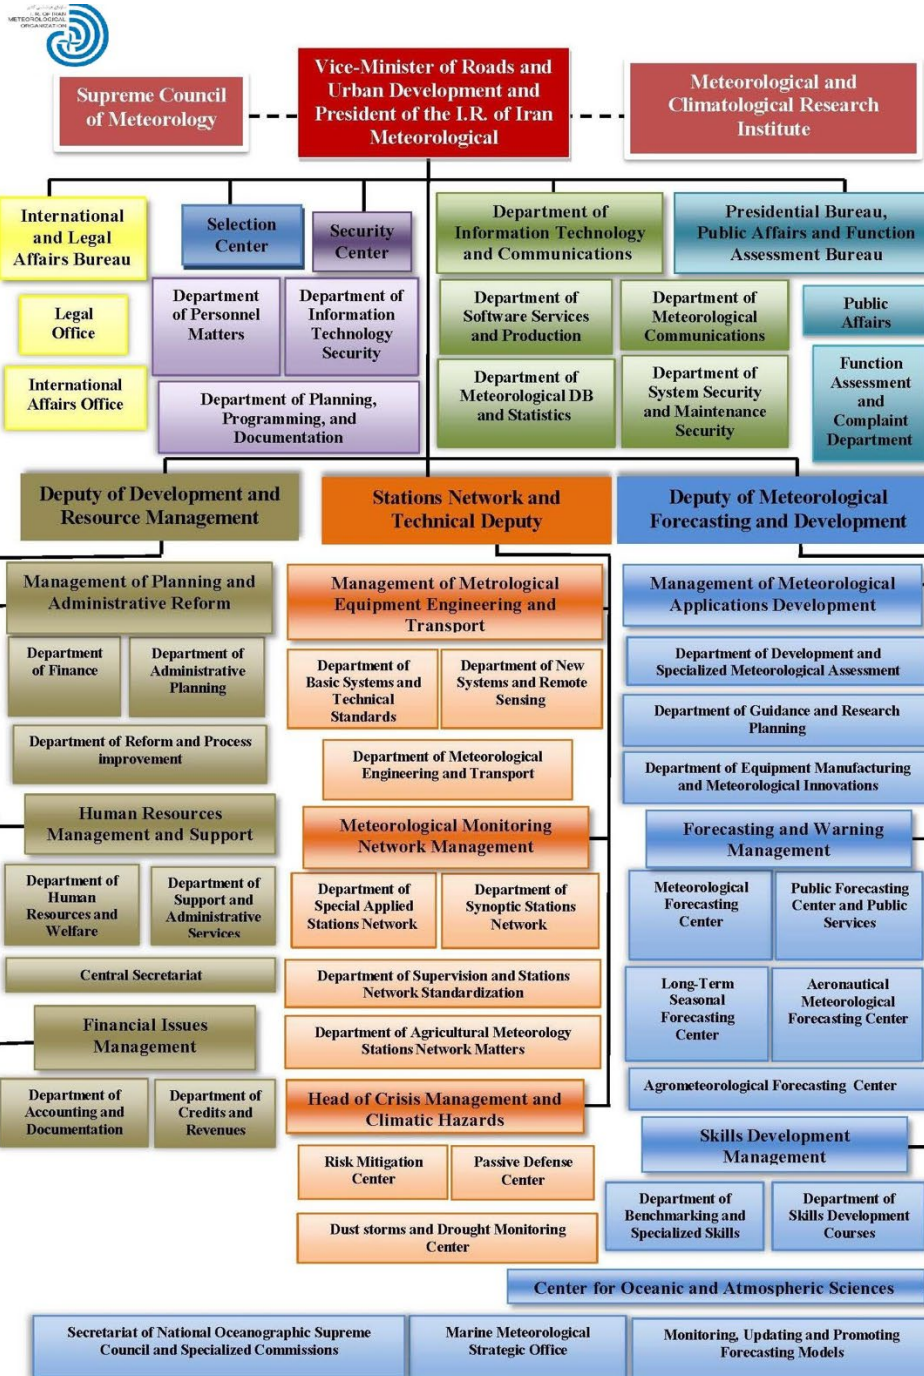 I.R. OF IRAN
METEOROLOGICAL
ORGANIZATION
Supreme Council
of Meteorology
Vice-Minister of Roads and
Urban Development and
President of the I.R. of Iran
Meteorological
Meteorological and
Climatological Research
Institute
International
and Legal
Affairs Bureau
Selection
Center
Security
Center
Department of
Information Technology
and Communications
Presidential Bureau,
Public Affairs and Function
Assessment Bureau
Legal
Office
International
Affairs Office
Department
of Personnel
Matters
Department of
Information
Technology
Security
Department of Planning,
Programming, and
Documentation
Department of
Software Services
and Production
Department of
Meteorological
Communications
Department of
Meteorological DB
and Statistics
Department of
System Security
and Maintenance
Security
Public
Affairs
Function
Assessment
and
Complaint
Department
Deputy of Development and
Resource Management
Stations Network and
Technical Deputy
Deputy of Meteorological
Forecasting and Development
Management of Planning and
Administrative Reform
Department
of Finance
Department of
Administrative
Planning
Department of Reform and Process
improvement
Human Resources
Management and Support
Department of
Human
Resources and
Welfare
Department of
Support and
Administrative
Services
Central Secretariat
Financial Issues
Management
Department of
Accounting and
Documentation
Department of
Credits and
Revenues
Management of Metrological
Equipment Engineering and
Transport
Department of
Basic Systems and
Technical
Standards
Department of New
Systems and Remote
Sensing
Department of Meteorological
Engineering and Transport
Meteorological Monitoring
Network Management
Department of
Special Applied
Stations Network
Department of
Synoptic Stations
Network
Department of Supervision and Stations
Network Standardization
Department of Agricultural Meteorology
Stations Network Matters
Head of Crisis Management and
Climatic Hazards
Risk Mitigation
Center
Passive Defense
Center
Dust storms and Drought Monitoring
Center
Management of Meteorological
Applications Development
Department of Development and
Specialized Meteorological Assessment
Department of Guidance and Research
Planning
Department of Equipment Manufacturing
and Meteorological Innovations
Forecasting and Warning
Management
Meteorological
Forecasting
Center
Public Forecasting
Center and Public
Services
Long-Term
Seasonal
Forecasting
Center
Aeronautical
Meteorological
Forecasting Center
Agrometeorological Forecasting Center
Skills Development
Management
Department of
Benchmarking and
Specialized Skills
Department of
Skills Development
Courses
Center for Oceanic and Atmospheric Sciences
Secretariat of National Oceanographic Supreme
Council and Specialized Commissions
Marine Meteorological
Strategic Office
Monitoring, Updating and Promoting
Forecasting Models